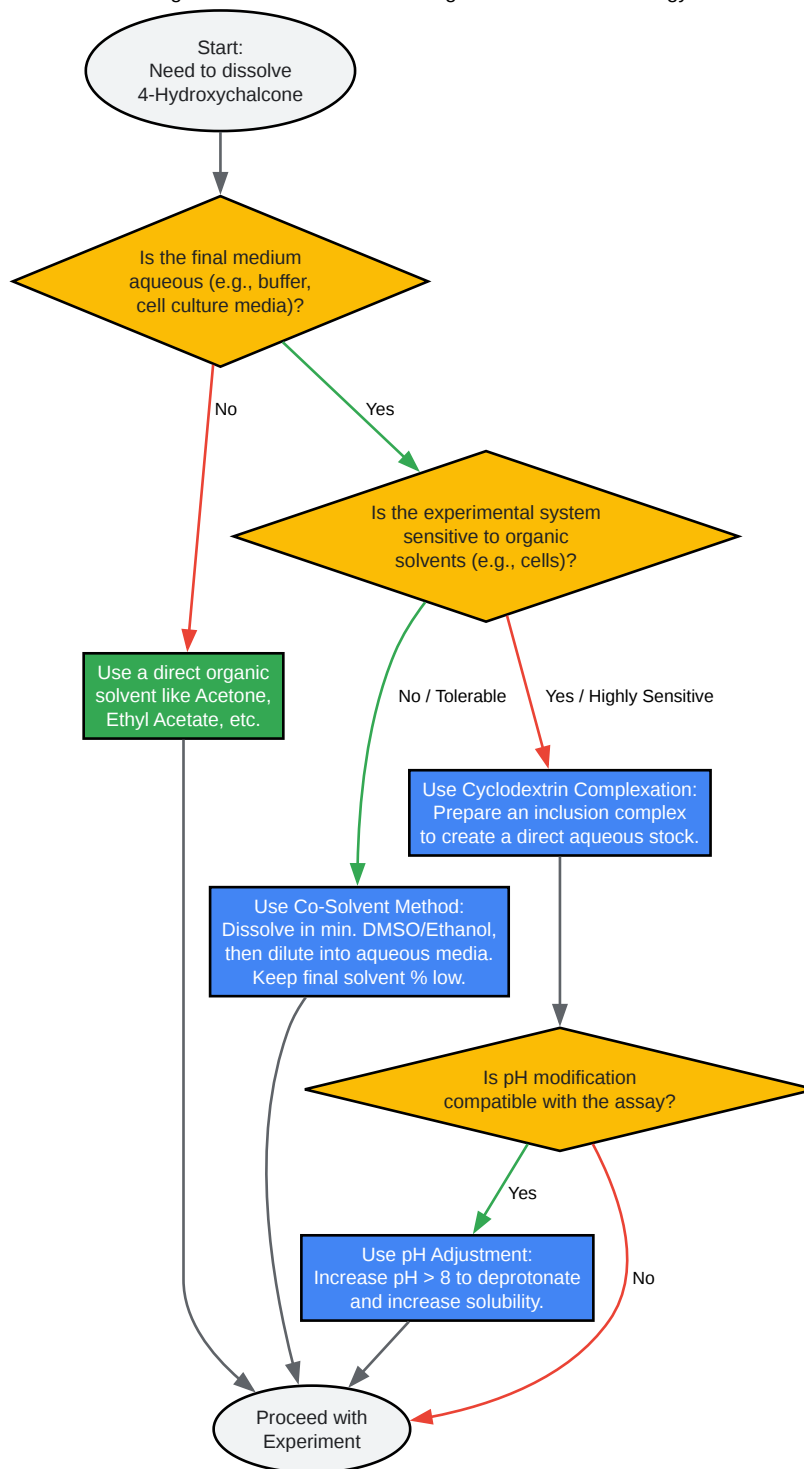 Start:
Need to dissolve
4-Hydroxychalcone
Is the final medium
aqueous (e.g., buffer,
cell culture media)?
No
Yes
Is the experimental system
sensitive to organic
solvents (e.g., cells)?
Use a direct organic
solvent like Acetone,
Ethyl Acetate, etc.
No / Tolerable
Yes / Highly Sensitive
Use Cyclodextrin Complexation:
Prepare an inclusion complex
to create a direct aqueous stock.
Use Co-Solvent Method:
Dissolve in min. DMSO/Ethanol,
then dilute into aqueous media.
Keep final solvent % low.
Is pH modification
compatible with the assay?
Yes
Use pH Adjustment:
Increase pH > 8 to deprotonate
and increase solubility.
No
Proceed with
Experiment